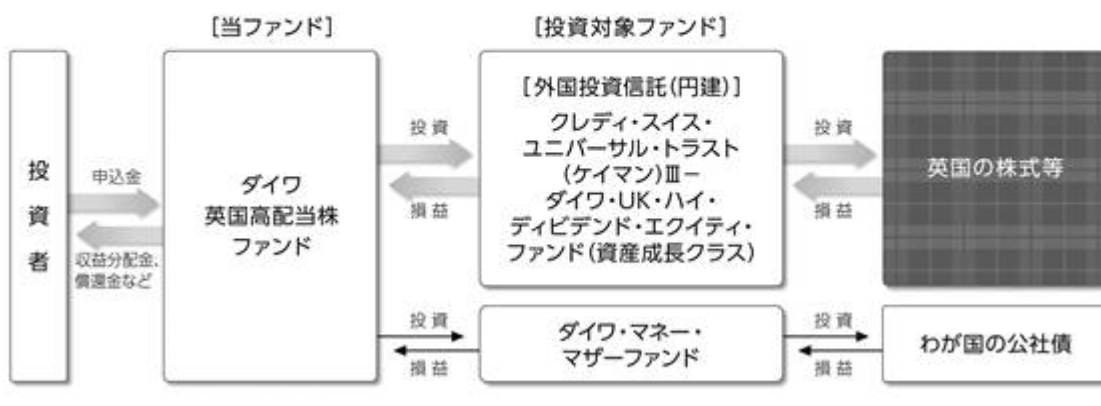 [当ファンド]
[投資対象ファンド]
投資者
申込金
収益分配金、
償還金など
ダイワ
英国高配当株
ファンド
投資
損益
[外国投資信託(円建)]
クレディ・スイス・
ユニバーサル・トラスト
(ケイマン)Ⅲ－
ダイワ・UK・ハイ・
ディビデンド・エクイティ・
ファンド(資産成長クラス)
投資
損益
英国の株式等
投資
損益
ダイワ・マネー・
マザーファンド
投資
損益
わが国の公社債